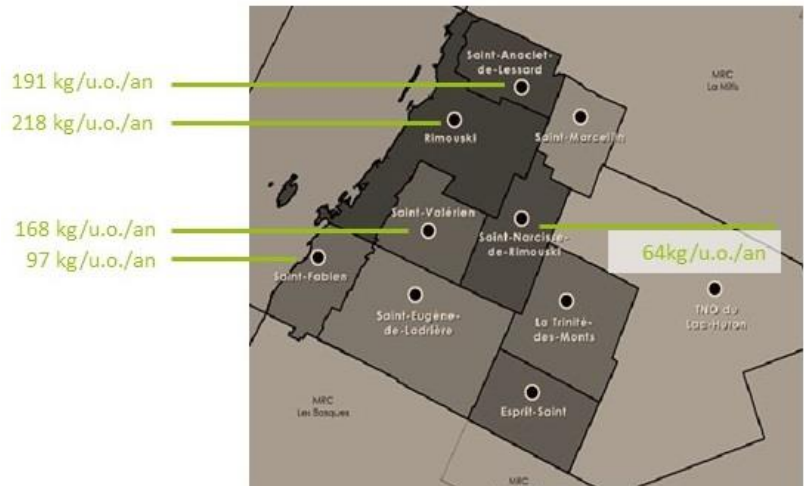 191 kg/u.o./an
218 kg/u.o./an
168 kg/u.o./an
97 kg/u.o./an
Saint-Anaclet-
de-Lessard
MRC
La Mitis
Rimouski
Saint-Marcellin
Saint-Valérien
Saint-Narcisse-
de-Rimouski
64kg/u.o./an
Saint-Fabien
Saint-Eugène-
de-Ladrière
La Trinité-
des-Monts
TNO du
Lac-Huron
MRC
Les Basques
Esprit-Saint
MRC